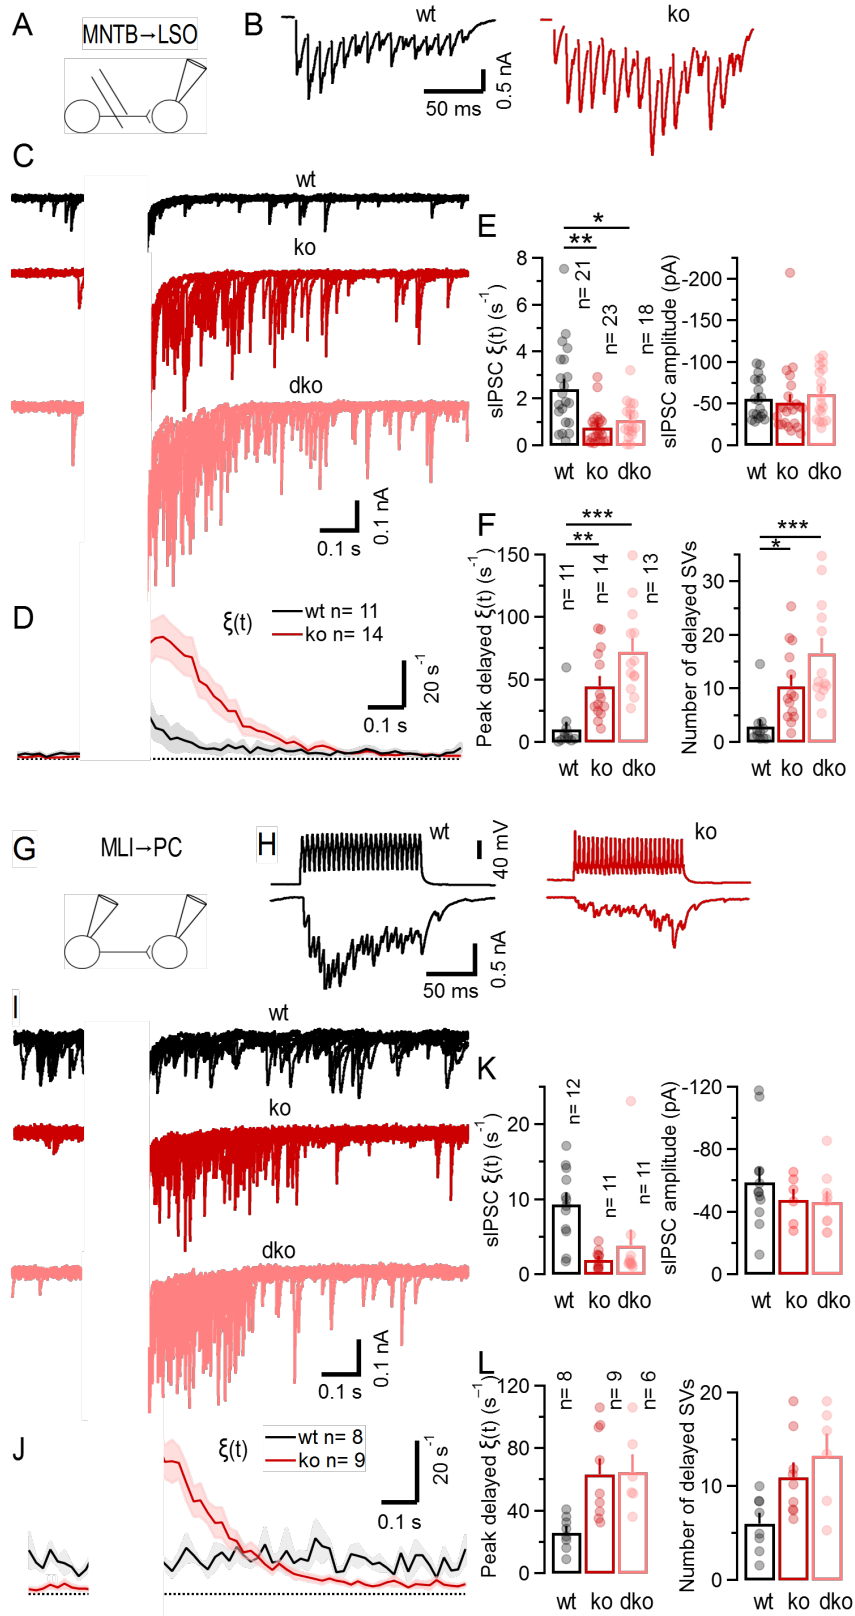 A
MNTB→LSO
B
wt
ko
50 ms
0.5 nA
C
wt
ko
dko
0.1 s
0.1 nA
D
ξ(t)
wt n= 11
ko n= 14
0.1 s
20 s⁻¹
E
sIPSC ξ(t) (s⁻¹)
8
6
4
2
0
**
*
n= 21
n= 23
n= 18
wt ko dko
sIPSC amplitude (pA)
-200
-150
-100
-50
0
wt ko dko
F
Peak delayed ξ(t) (s⁻¹)
150
100
50
0
***
**
n= 11
n= 14
n= 13
wt ko dko
Number of delayed SVs
30
20
10
0
***
*
wt ko dko
G
MLI→PC
H
wt
40 mV
ko
50 ms
0.5 nA
I
wt
ko
dko
0.1 s
0.1 nA
J
ξ(t)
wt n= 8
ko n= 9
0.1 s
20 s⁻¹
K
sIPSC ξ(t) (s⁻¹)
20
10
0
n= 12
n= 11
n= 11
wt ko dko
sIPSC amplitude (pA)
-120
-80
-40
0
wt ko dko
L
Peak delayed ξ(t) (s⁻¹)
120
80
40
0
n= 8
n= 9
n= 6
wt ko dko
Number of delayed SVs
20
10
0
wt ko dko